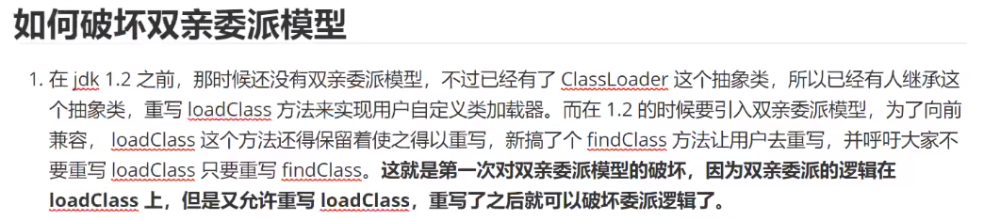 如何破坏双亲委派模型
1. 在 jdk 1.2 之前，那时候还没有双亲委派模型，不过已经有了 ClassLoader 这个抽象类，所以已经有人继承这
个抽象类，重写 loadClass 方法来实现用户自定义类加载器。而在 1.2 的时候要引入双亲委派模型，为了向前
兼容， loadClass 这个方法还得保留着使之得以重写，新搞了个 findClass 方法让用户去重写，并呼吁大家不
要重写 loadClass 只要重写 findClass。这就是第一次对双亲委派模型的破坏，因为双亲委派的逻辑在
loadClass 上，但是又允许重写 loadClass，重写了之后就可以破坏委派逻辑了。